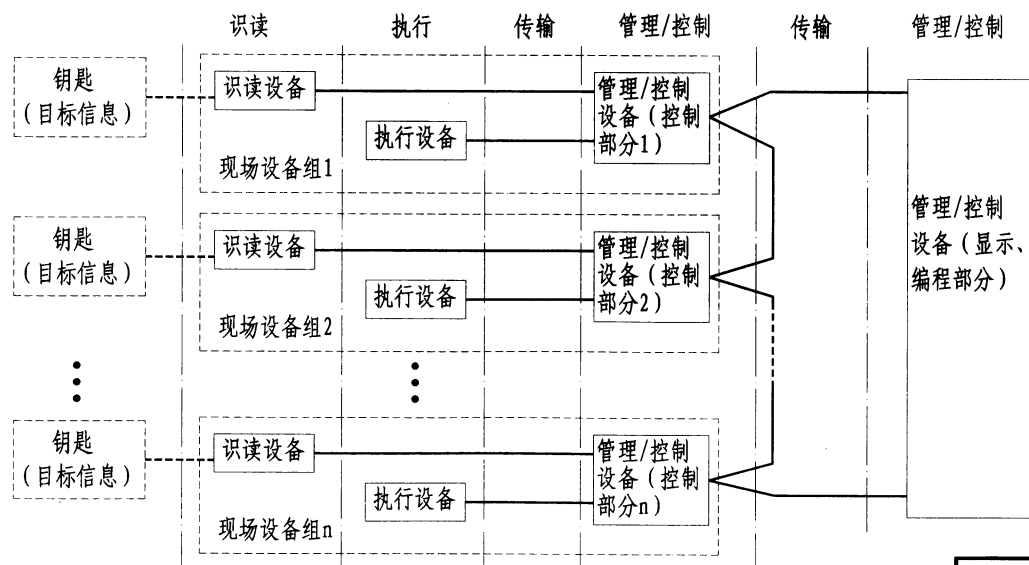 识读
执行
传输
管理/控制
传输
管理/控制
钥匙
(目标信息)
识读设备
执行设备
现场设备组1
管理/控制
设备(控制
部分1)
钥匙
(目标信息)
识读设备
执行设备
现场设备组2
管理/控制
设备(控制
部分2)
管理/控制
设备(显示、
编程部分)
钥匙
(目标信息)
识读设备
执行设备
现场设备组n
管理/控制
设备(控制
部分n)